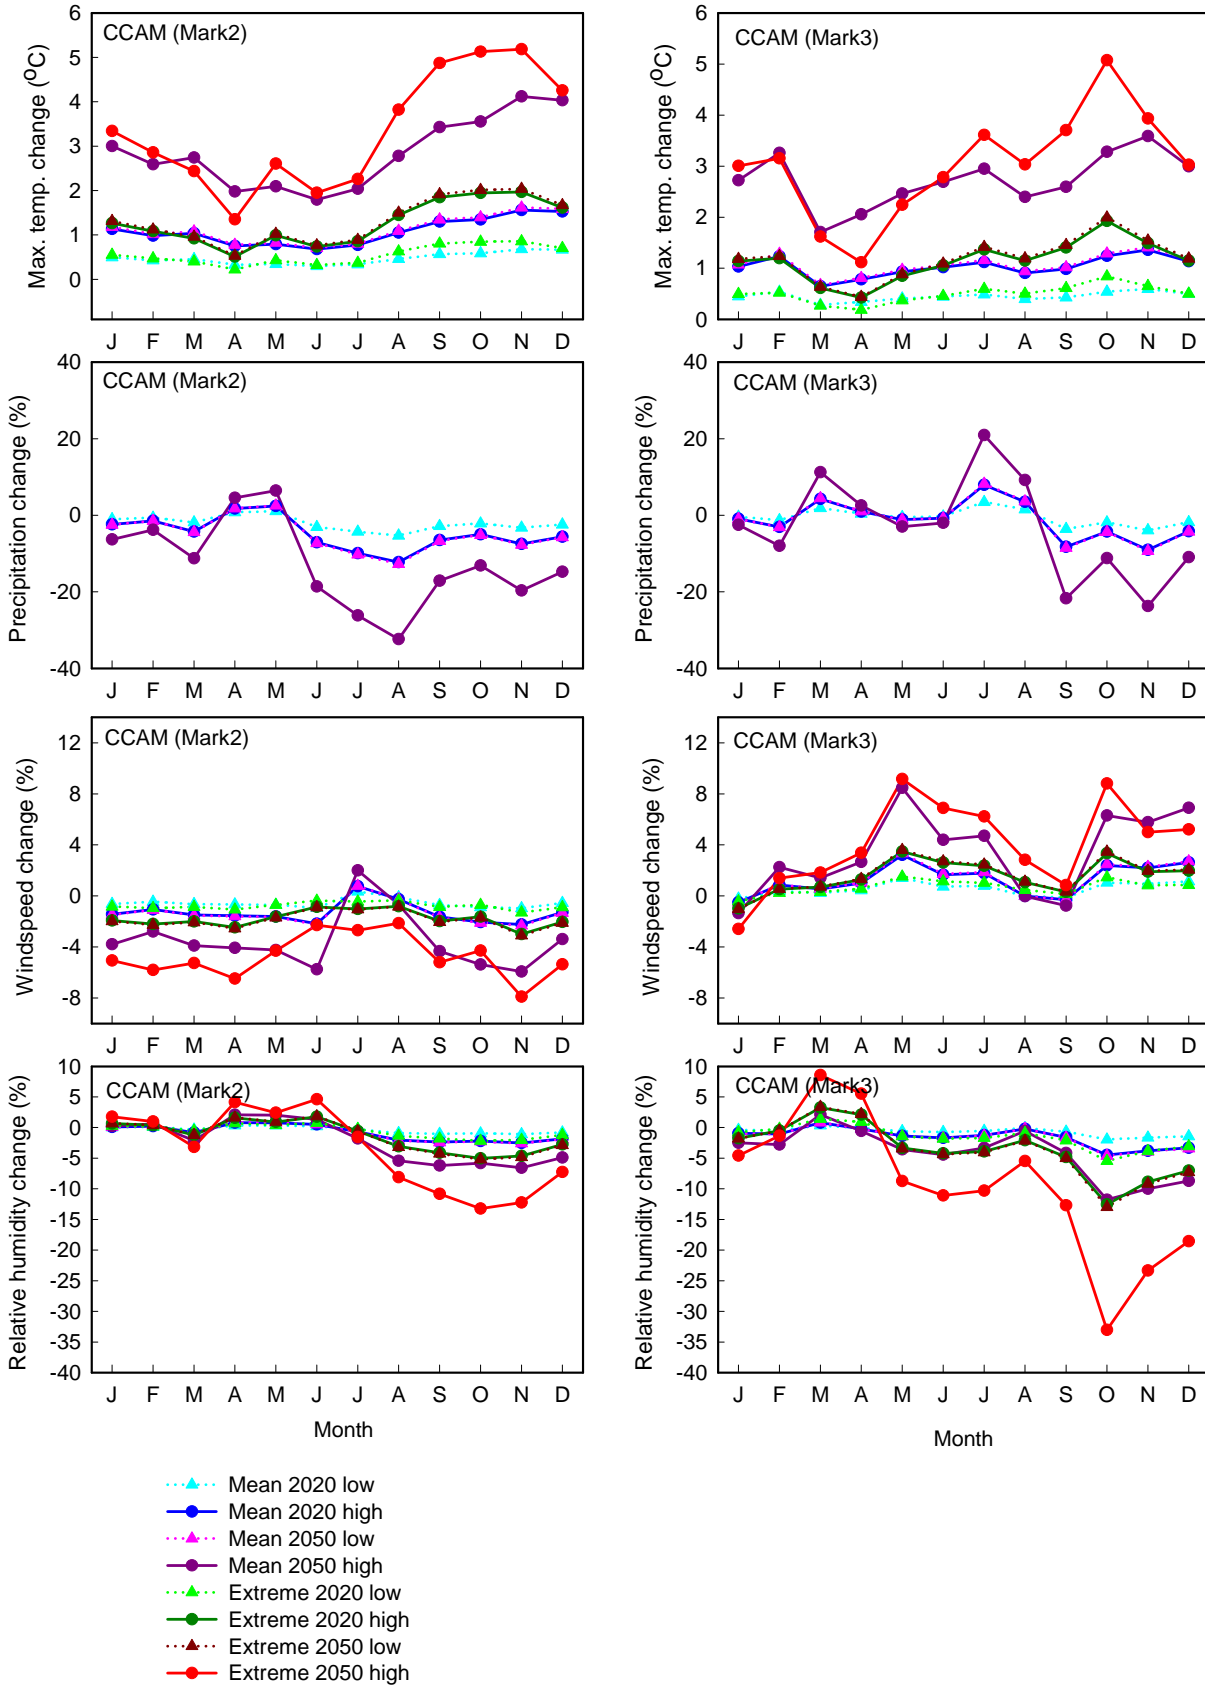 CCAM (Mark2)
Max. temp. change (ºC)
6
5
4
3
2
1
0
J F M A M J J A S O N D
CCAM (Mark3)
Max. temp. change (ºC)
6
5
4
3
2
1
0
J F M A M J J A S O N D
CCAM (Mark2)
Precipitation change (%)
40
20
0
-20
-40
J F M A M J J A S O N D
CCAM (Mark3)
Precipitation change (%)
40
20
0
-20
-40
J F M A M J J A S O N D
CCAM (Mark2)
Windspeed change (%)
12
8
4
0
-4
-8
J F M A M J J A S O N D
CCAM (Mark3)
Windspeed change (%)
12
8
4
0
-4
-8
J F M A M J J A S O N D
CCAM (Mark2)
Relative humidity change (%)
10
5
0
-5
-10
-15
-20
-25
-30
-35
-40
J F M A M J J A S O N D
Month
CCAM (Mark3)
Relative humidity change (%)
10
5
0
-5
-10
-15
-20
-25
-30
-35
-40
J F M A M J J A S O N D
Month
Mean 2020 low
Mean 2020 high
Mean 2050 low
Mean 2050 high
Extreme 2020 low
Extreme 2020 high
Extreme 2050 low
Extreme 2050 high